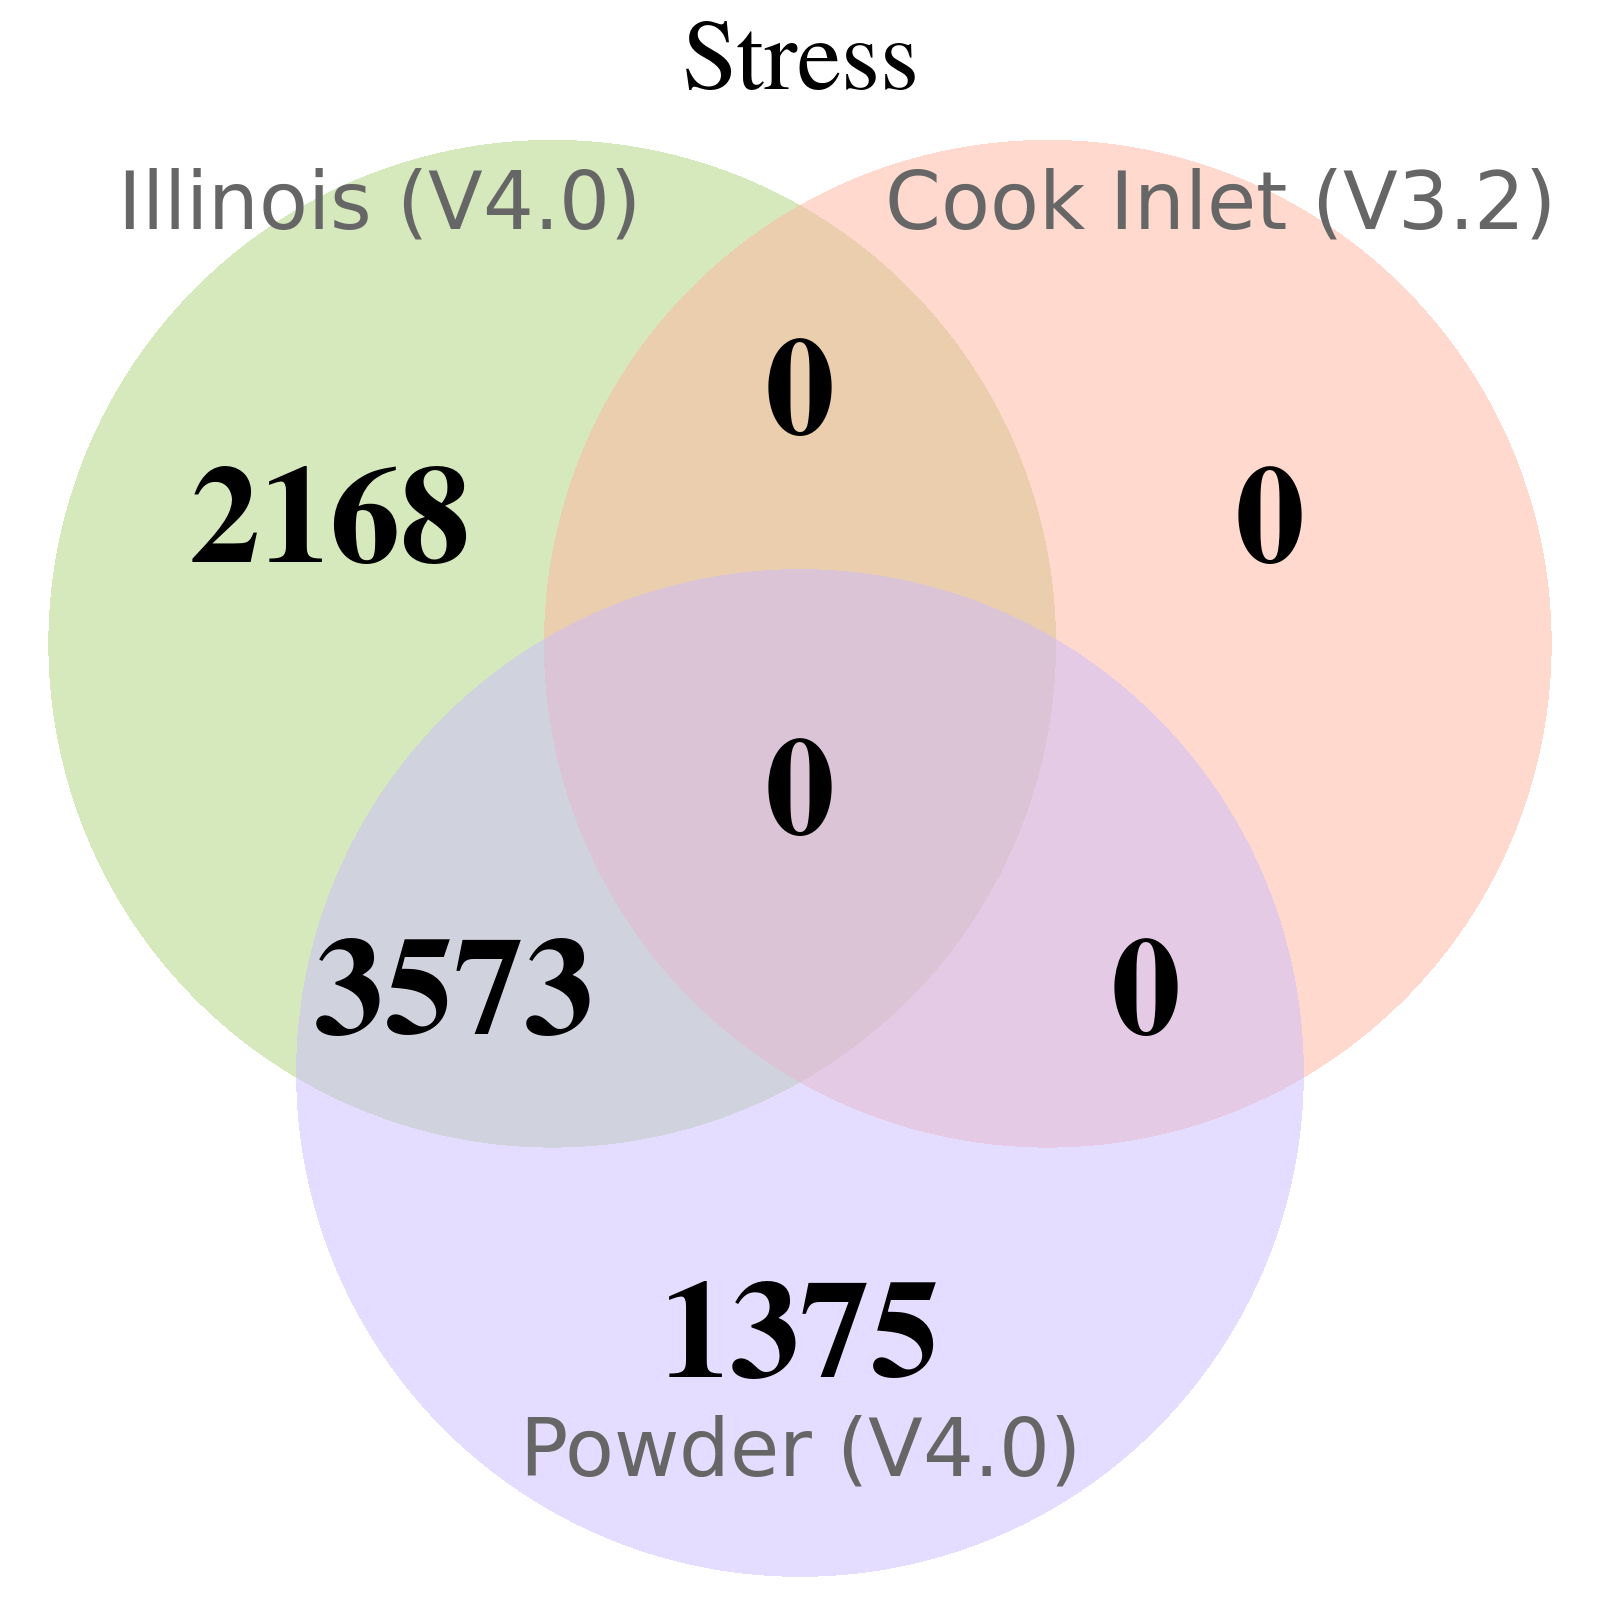 Stress
Illinois (V4.0)
Cook Inlet (V3.2)
0
2168
0
0
3573
0
1375
Powder (V4.0)